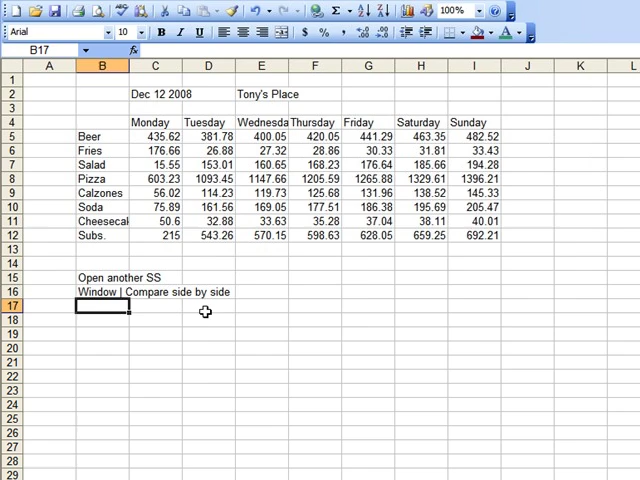 100%
Arial 10 B I U $ % ,
B17 fx
A B C D E F G H I J K L
1
2 Dec 12 2008 Tony's Place
3
4 Monday Tuesday Wednesda Thursday Friday Saturday Sunday
5 Beer 435.62 381.78 400.05 420.05 441.29 463.35 482.52
6 Fries 176.66 26.88 27.32 28.86 30.33 31.81 33.43
7 Salad 15.55 153.01 160.65 168.23 176.64 185.66 194.28
8 Pizza 603.23 1093.45 1147.66 1205.59 1265.88 1329.61 1396.21
9 Calzones 56.02 114.23 119.73 125.68 131.96 138.52 145.33
10 Soda 75.89 161.56 169.05 177.51 186.38 195.69 205.47
11 Cheesecak 50.6 32.88 33.63 35.28 37.04 38.11 40.01
12 Subs. 215 543.26 570.15 598.63 628.05 659.25 692.21
13
14
15 Open another SS
16 Window | Compare side by side
17
18
19
20
21
22
23
24
25
26
27
28
29